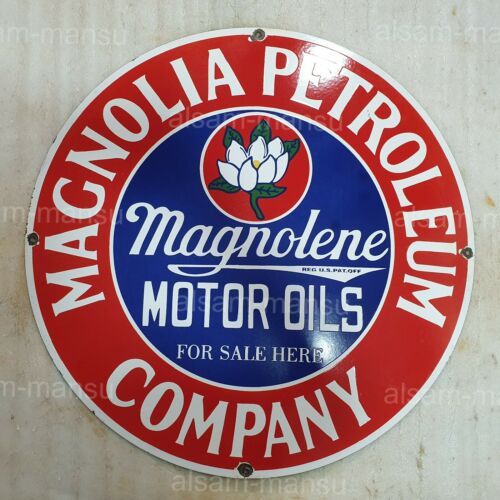 MAGNOLIA PETROLEUM
COMPANY
Magnolene
REG U.S. PAT. OFF
MOTOR OILS
FOR SALE HERE
alsam-mansu